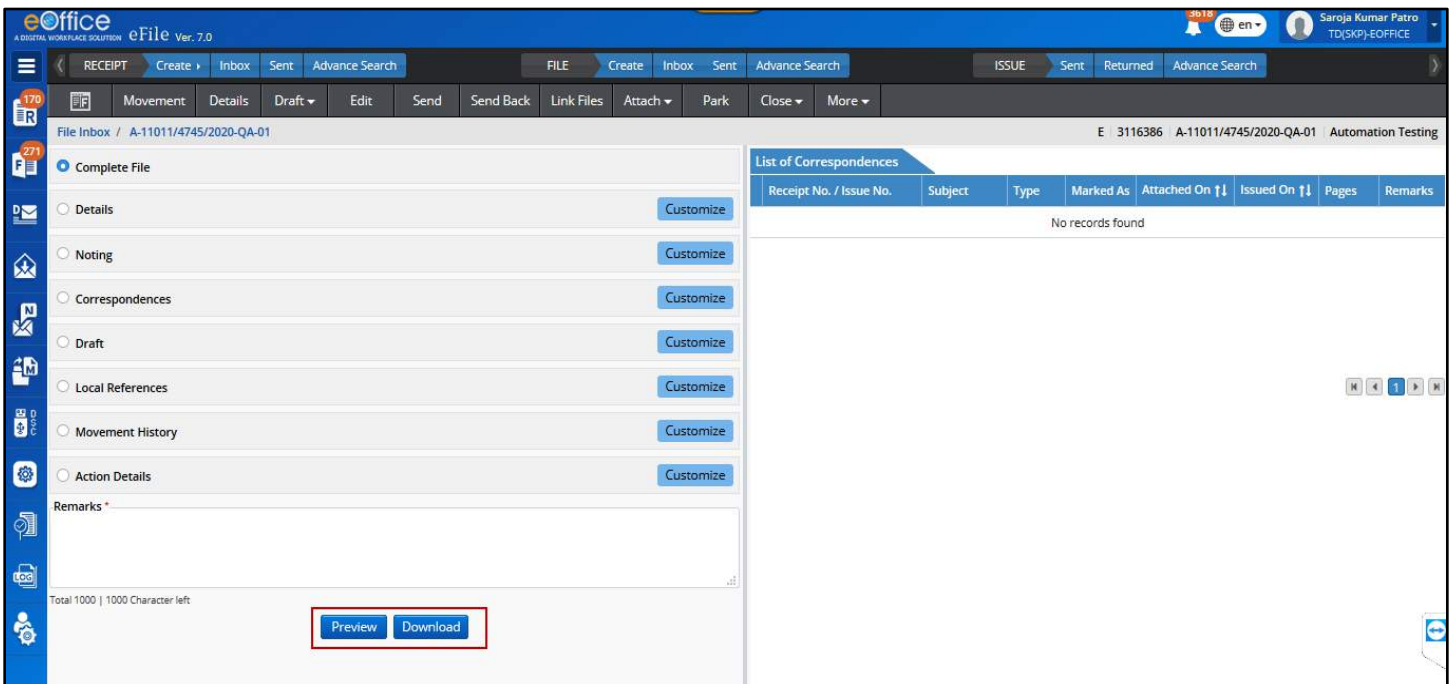 eOffice
A DIGITAL WORKPLACE SOLUTION eFile Ver. 7.0
3618 en Saroja Kumar Patro
TD(SKP)-EOFFICE
RECEIPT Create Inbox Sent Advance Search FILE Create Inbox Sent Advance Search ISSUE Sent Returned Advance Search
170 Movement Details Draft Edit Send Send Back Link Files Attach Park Close More
File Inbox / A-11011/4745/2020-QA-01 E 3116386 A-11011/4745/2020-QA-01 Automation Testing
271
Complete File
List of Correspondences
Receipt No. / Issue No. Subject Type Marked As Attached On Issued On Pages Remarks
Details Customize
No records found
Noting Customize
Correspondences Customize
Draft Customize
Local References Customize
1
Movement History Customize
DSC
Action Details Customize
Remarks *
LOG
Total 1000 | 1000 Character left
Preview Download